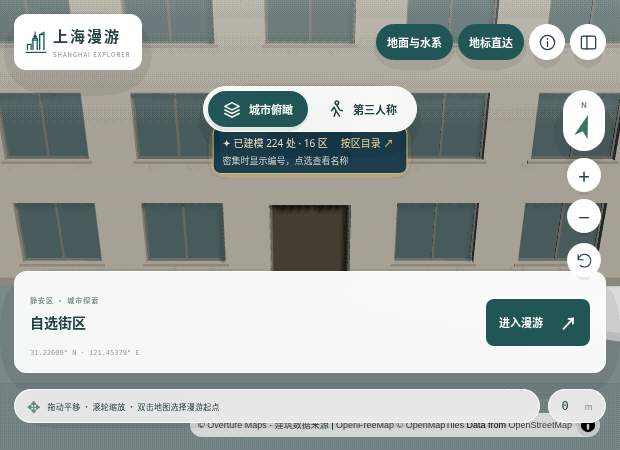 上海漫游
SHANGHAI EXPLORER
地面与水系
地标直达
城市俯瞰
第三人称
N
✦ 已建模 224 处 · 16 区 按区目录 ↗
密集时显示编号，点选查看名称
+
−
静安区 · 城市探索
自选街区
31.22609° N · 121.45379° E
进入漫游 ↗
拖动平移 · 滚轮缩放 · 双击地图选择漫游起点
0 m
© Overture Maps · 建筑数据来源 | OpenFreeMap © OpenMapTiles Data from OpenStreetMap